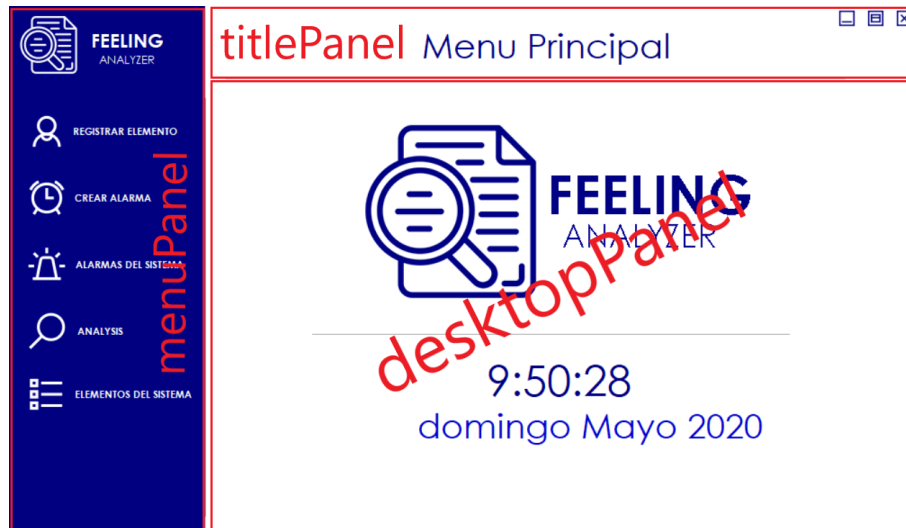 FEELING
ANALYZER
REGISTRAR ELEMENTO
CREAR ALARMA
ALARMAS DEL SISTEMA
ANALYSIS
ELEMENTOS DEL SISTEMA
menuPanel
titlePanel Menu Principal
FEELING
ANALYZER
desktopPanel
9:50:28
domingo Mayo 2020